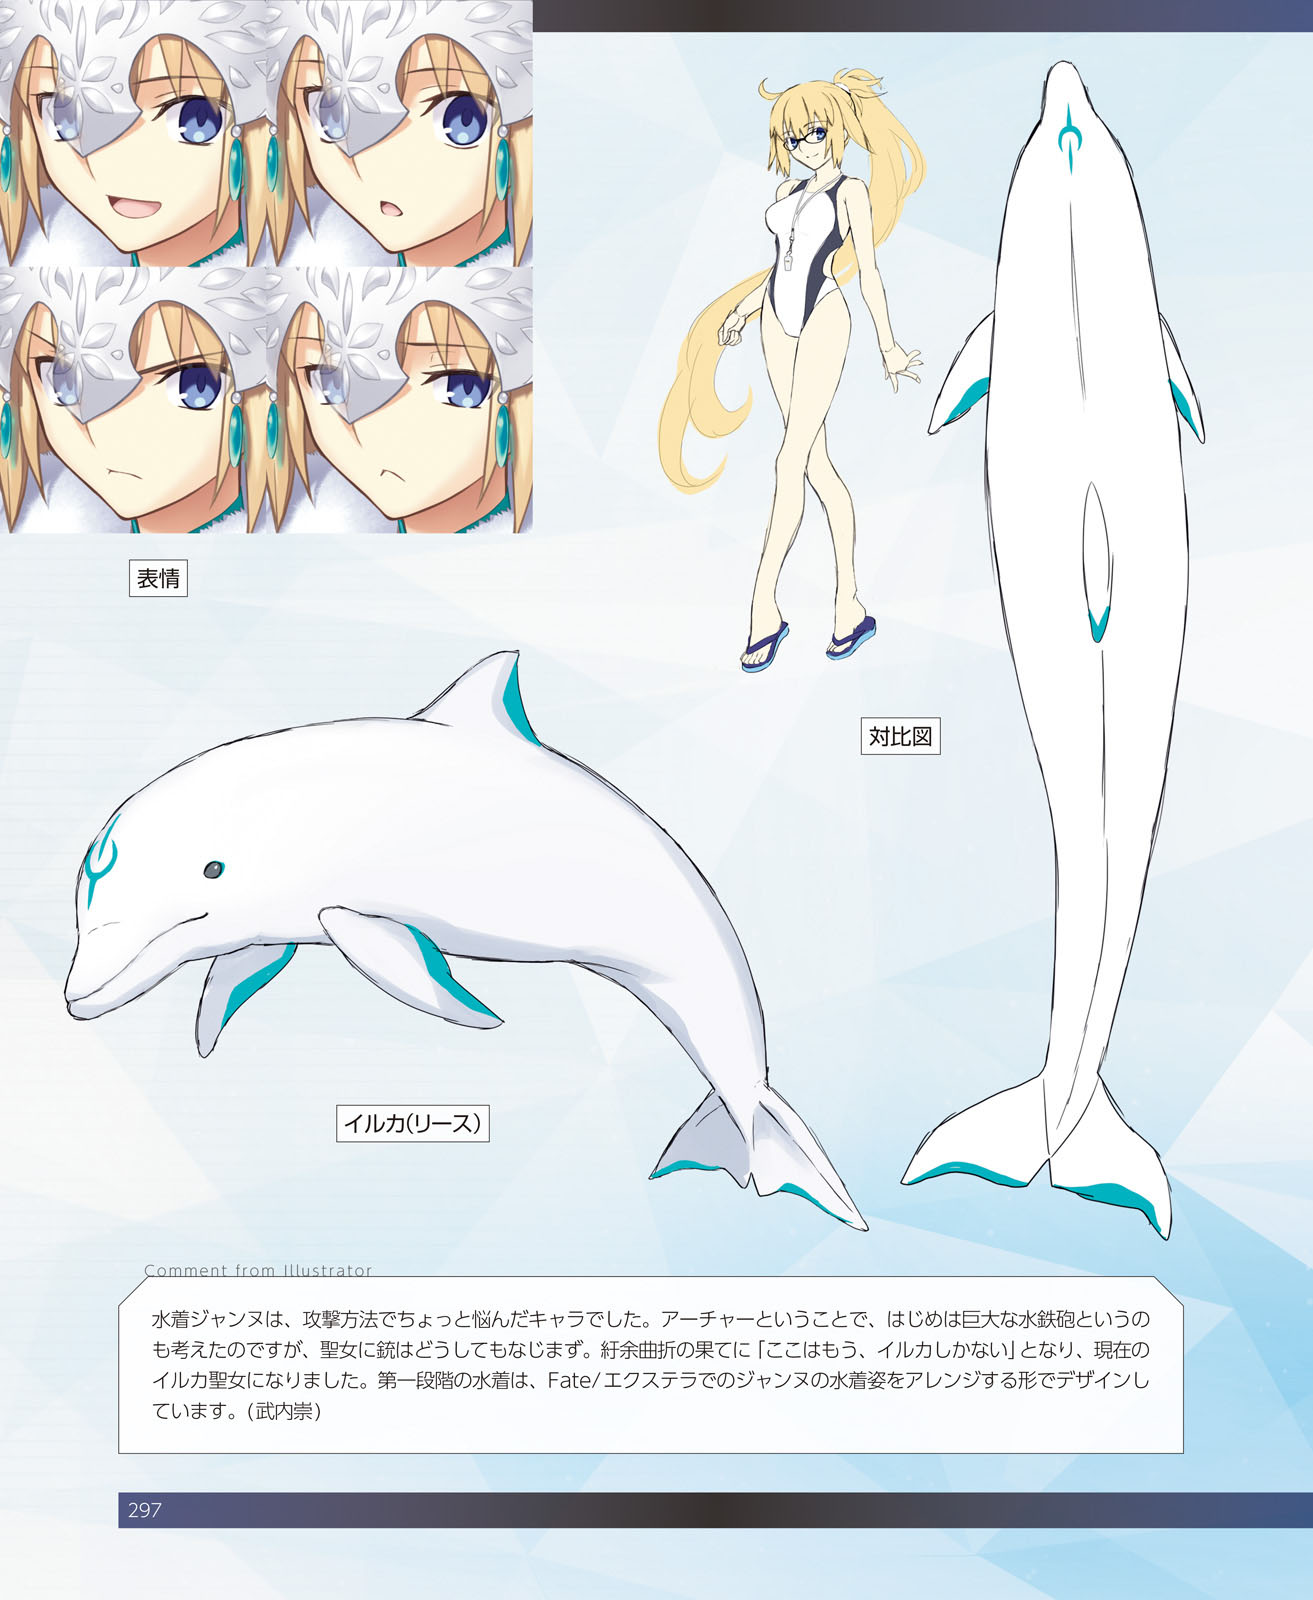 表情
対比図
イルカ(リース)
Comment from Illustrator
水着ジャンヌは、攻撃方法でちょっと悩んだキャラでした。アーチャーということで、はじめは巨大な水鉄砲というの
も考えたのですが、聖女に銃はどうしてもなじまず。紆余曲折の果てに「ここはもう、イルカしかない」となり、現在の
イルカ聖女になりました。第一段階の水着は、Fate/エクステラでのジャンヌの水着姿をアレンジする形でデザインし
ています。(武内崇)
297